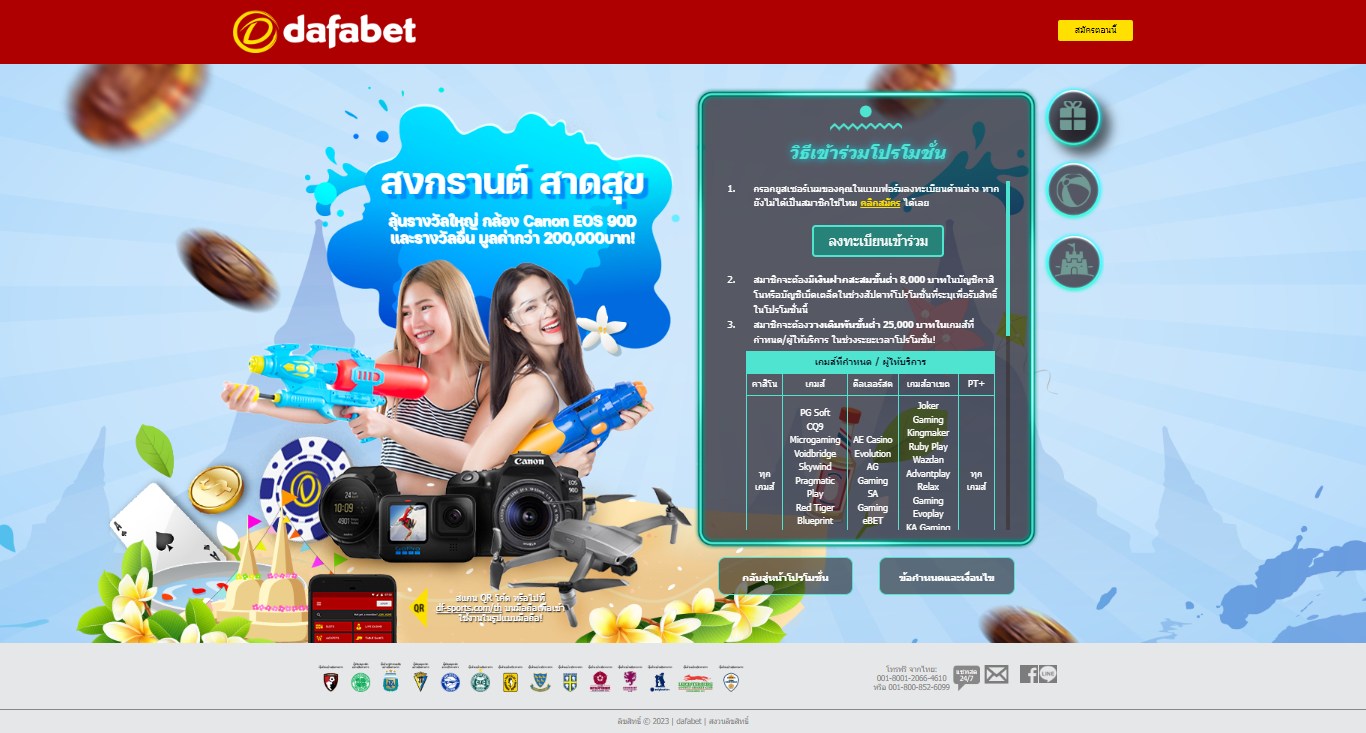 dafabet
สมัครตอนนี้
สงกรานต์ สาดสุข
ลุ้นรางวัลใหญ่ กล้อง Canon EOS 90D
และรางวัลอื่น มูลค่ากว่า 200,000บาท!
วิธีเข้าร่วมโปรโมชั่น
1. กรอกยูสเซอร์เนมของคุณในแบบฟอร์มลงทะเบียนด้านล่าง หาก
ยังไม่ได้เป็นสมาชิกใช่ไหม คลิกสมัคร ได้เลย
ลงทะเบียนเข้าร่วม
2. สมาชิกจะต้องมีเงินฝากสะสมขั้นต่ำ 8,000 บาทในบัญชีคาสิ
โนหรือบัญชีเบ็ดเตล็ดในช่วงสัปดาห์โปรโมชั่นที่ระบุเพื่อรับสิทธิ์
ในโปรโมชั่นนี้
3. สมาชิกจะต้องวางเดิมพันขั้นต่ำ 25,000 บาทในเกมส์ที่
กำหนด/ผู้ให้บริการ ในช่วงระยะเวลาโปรโมชั่น!
เกมส์ที่กำหนด / ผู้ให้บริการ
คาสิโน เกมส์ ดีลเลอร์สด เกมส์อาเขต PT+
ทุก
เกมส์
PG Soft
CQ9
Microgaming
Voidbridge
Skywind
Pragmatic
Play
Red Tiger
Blueprint
AE Casino
Evolution
AG
Gaming
SA
Gaming
eBET
Joker
Gaming
Kingmaker
Ruby Play
Wazdan
Advantplay
Relax
Gaming
Evoplay
KA Gaming
ทุก
เกมส์
กลับสู่หน้าโปรโมชั่น
ข้อกำหนดและเงื่อนไข
Canon
EOS
90D
10:09
4901
GoPro
A
QR
สแกน QR โค้ด หรือไปที่
df-sports.com/th บนมือถือเพื่อเข้า
ใช้งานในรูปแบบมือถือ!
โทรฟรี จากไทย:
001-8001-2066-4610
หรือ 001-800-852-6099
แชทสด
24/7
LINE
ลิขสิทธิ์ © 2023 | dafabet | สงวนลิขสิทธิ์